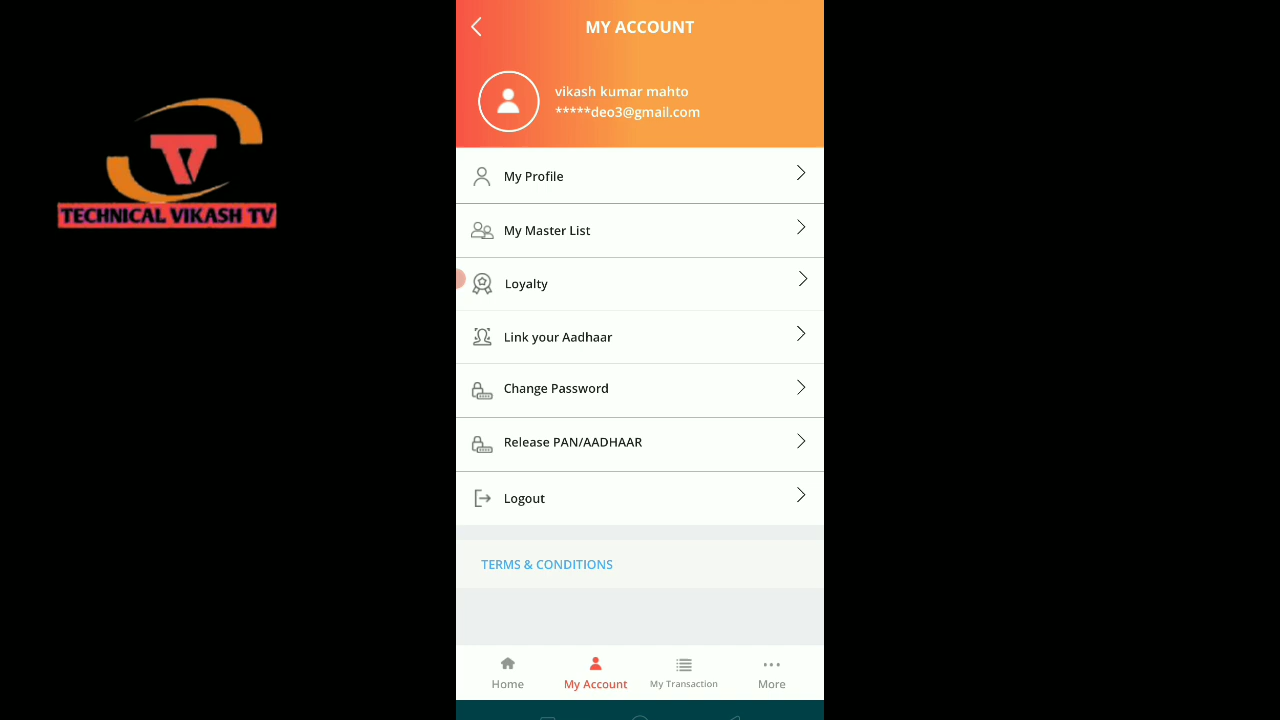 MY ACCOUNT
vikash kumar mahto
*****deo3@gmail.com
TV
TECHNICAL VIKASH TV
My Profile
My Master List
Loyalty
Link your Aadhaar
Change Password
Release PAN/AADHAAR
Logout
TERMS & CONDITIONS
Home
My Account
My Transaction
More